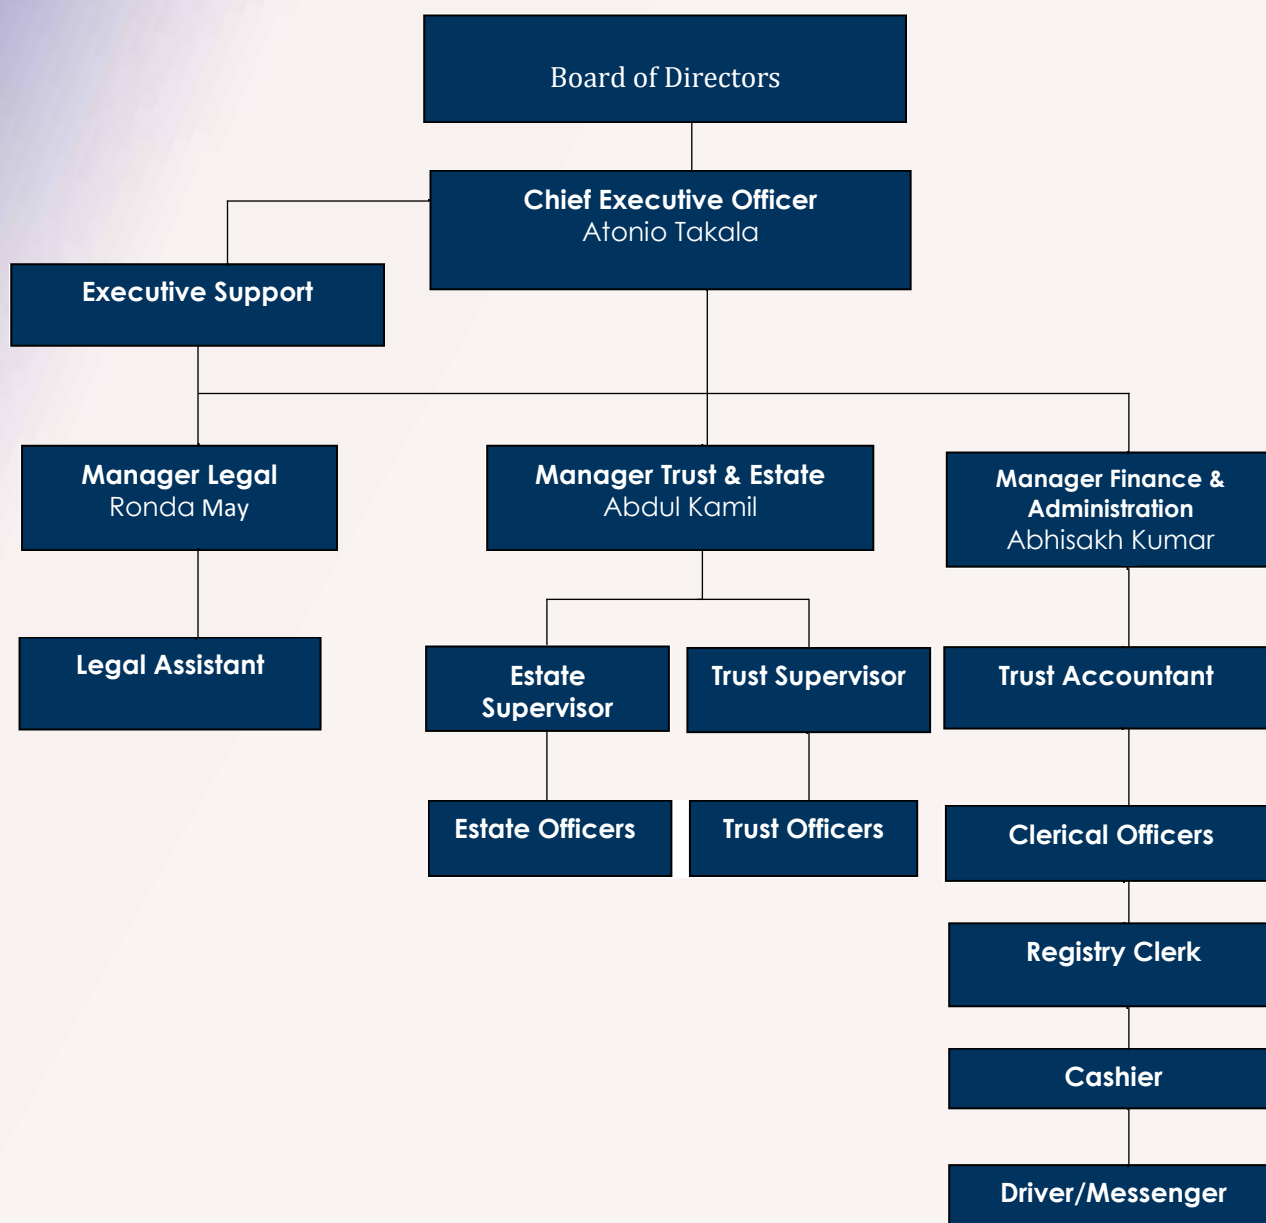 Board of Directors
Chief Executive Officer
Atonio Takala
Executive Support
Manager Legal
Ronda May
Manager Trust & Estate
Abdul Kamil
Manager Finance &
Administration
Abhisakh Kumar
Legal Assistant
Estate
Supervisor
Trust Supervisor
Trust Accountant
Estate Officers
Trust Officers
Clerical Officers
Registry Clerk
Cashier
Driver/Messenger